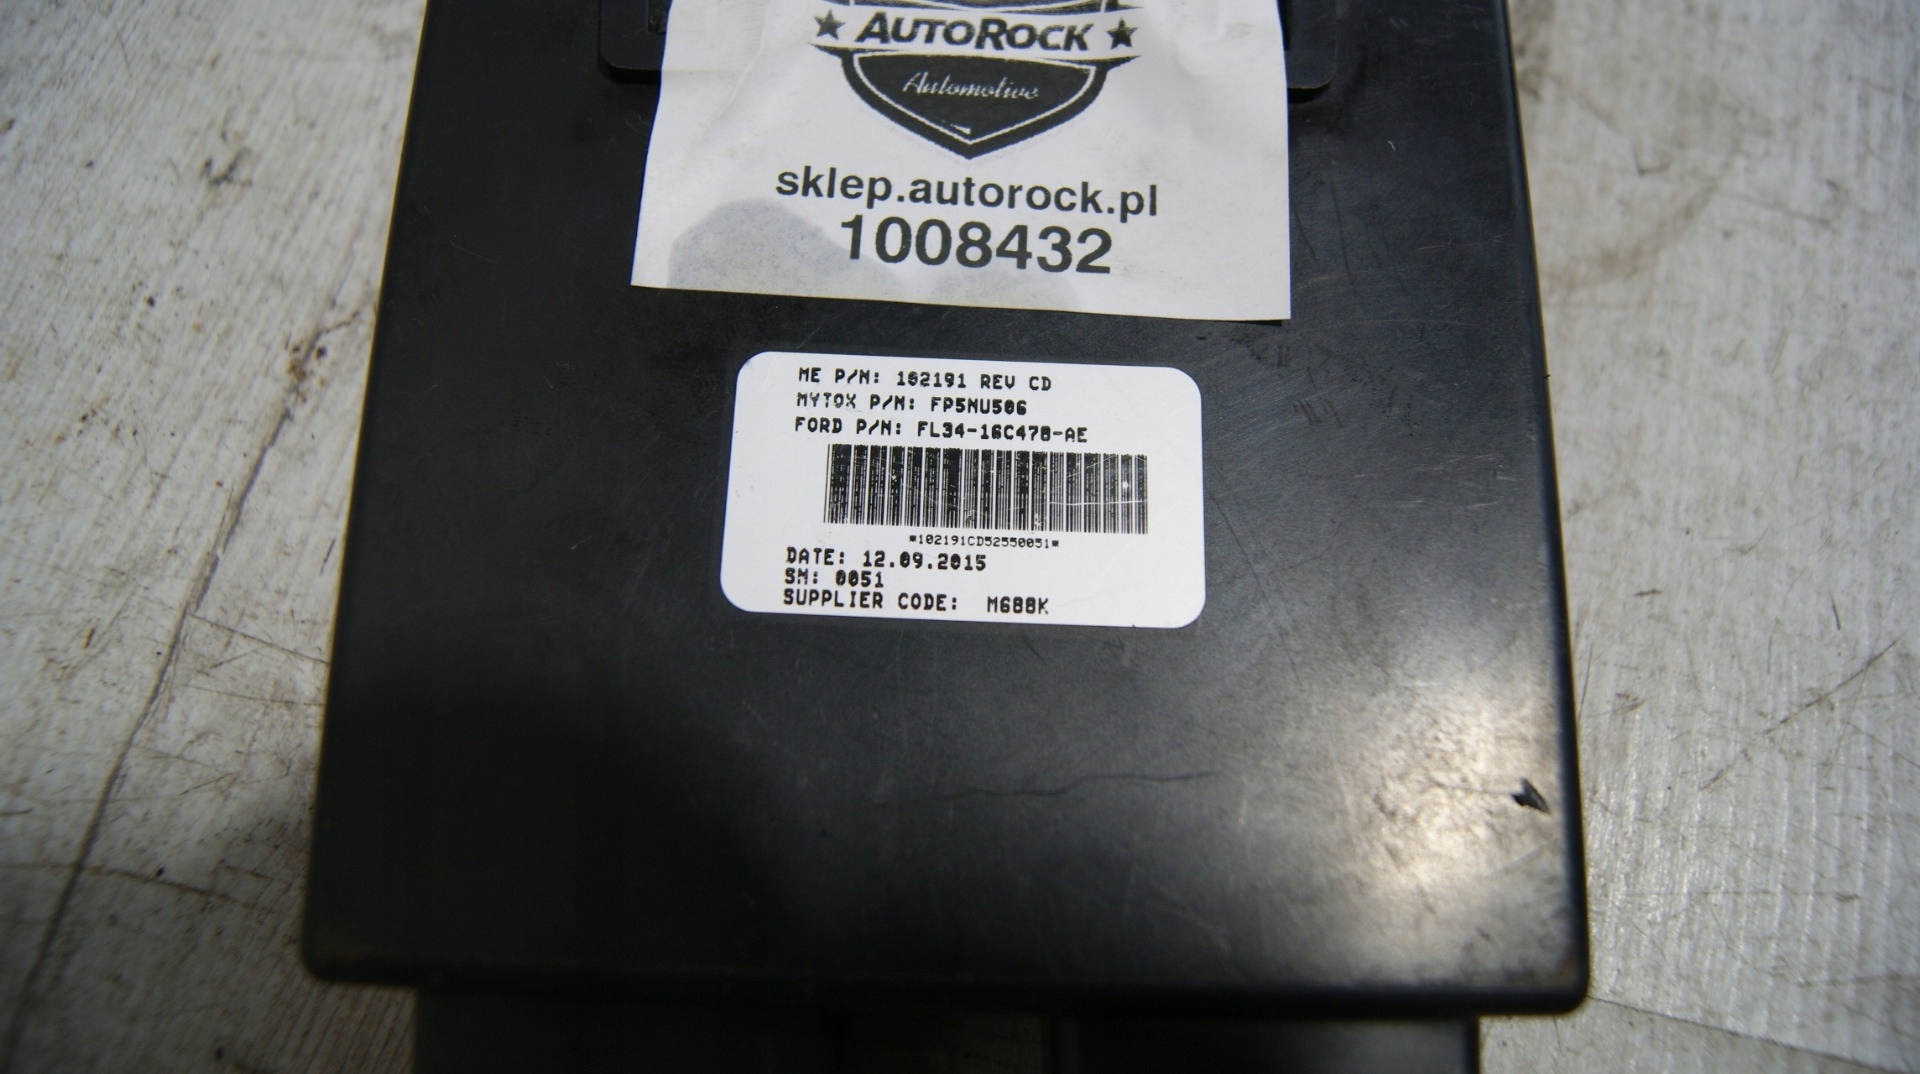 AUTOROCK
Automotive
sklep.autorock.pl
1008432
ME P/N: 102191 REV CD
MYTOX P/N: FP5NU506
FORD P/N: FL34-16C478-AE
*102191CD52550051*
DATE: 12.09.2015
SN: 0051
SUPPLIER CODE: M688K